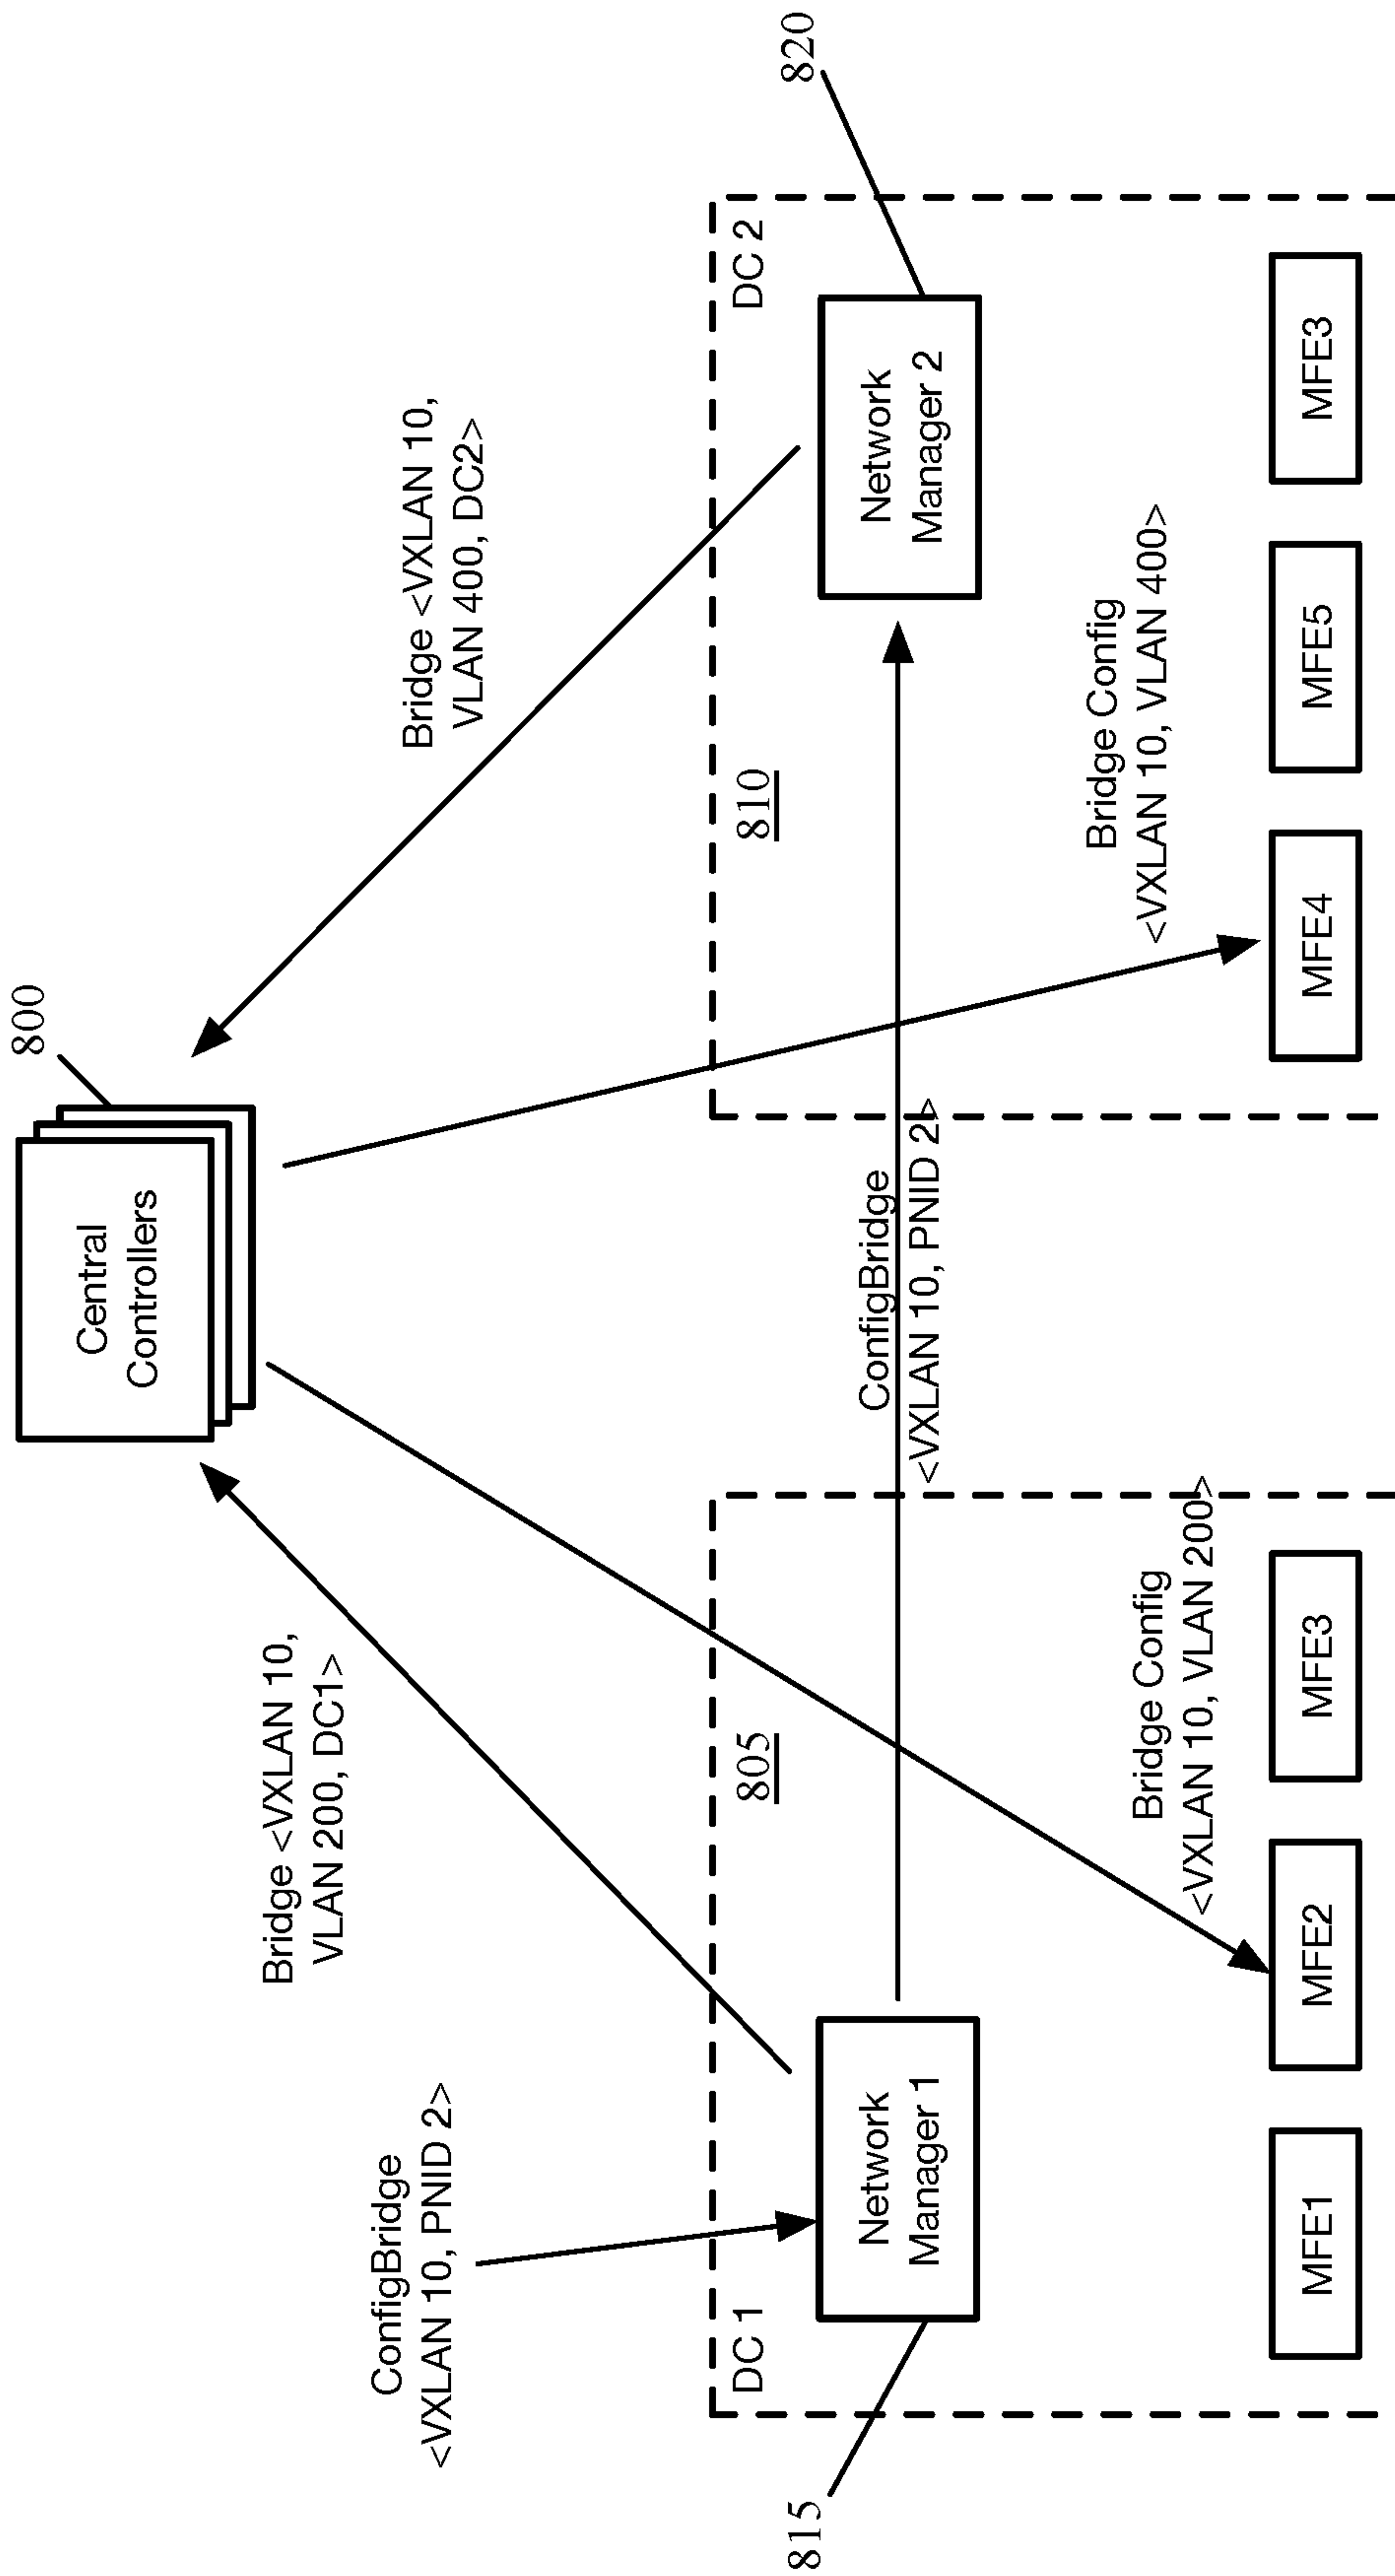 800
Central
Controllers
Bridge <VXLAN 10,
VLAN 200, DC1>
Bridge <VXLAN 10,
VLAN 400, DC2>
ConfigBridge
<VXLAN 10, PNID 2>
DC 1
805
815
Network
Manager 1
ConfigBridge
<VXLAN 10, PNID 2>
810
DC 2
820
Network
Manager 2
Bridge Config
<VXLAN 10, VLAN 200>
Bridge Config
<VXLAN 10, VLAN 400>
MFE1
MFE2
MFE3
MFE4
MFE5
MFE3